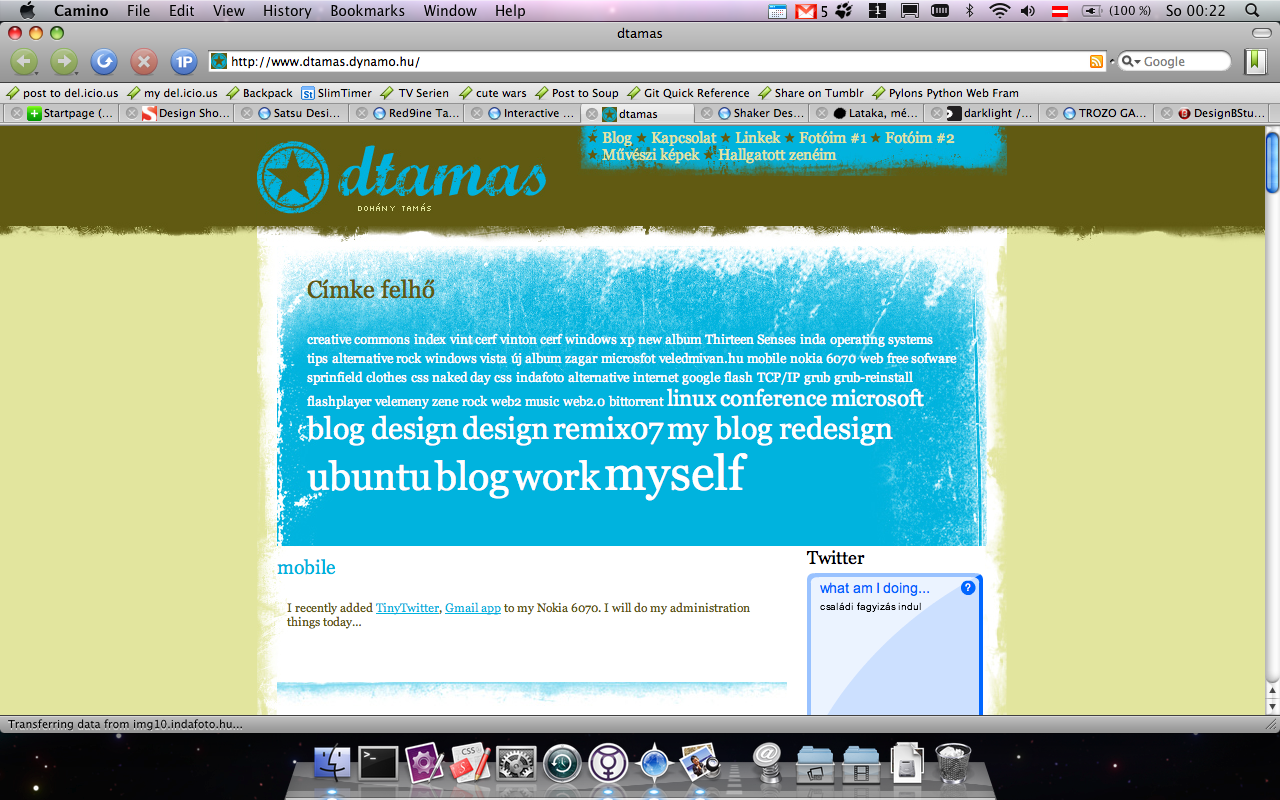 Camino File Edit View History Bookmarks Window Help 5 1 (100 %) So 00:22
dtamas
1P http://www.dtamas.dynamo.hu/ Google
post to del.icio.us my del.icio.us Backpack St SlimTimer TV Serien cute wars Post to Soup Git Quick Reference Share on Tumblr Pylons Python Web Fram
Startpage (... Design Sho... Satsu Desi... Red9ine Ta... Interactive ... dtamas Shaker Des... Lataka, mé... darklight /... TROZO GA... DesignBStu...
★ Blog ★ Kapcsolat ★ Linkek ★ Fotóim #1 ★ Fotóim #2
★ Művészi képek ★ Hallgatott zenéim
dtamas
DOHÁNY TAMÁS
Címke felhő
creative commons index vint cerf vinton cerf windows xp new album Thirteen Senses inda operating systems
tips alternative rock windows vista új album zagar microsfot veledmivan.hu mobile nokia 6070 web free sofware
sprinfield clothes css naked day css indafoto alternative internet google flash TCP/IP grub grub-reinstall
flashplayer velemeny zene rock web2 music web2.0 bittorrent linux conference microsoft
blog design design remix07 my blog redesign
ubuntu blog work myself
mobile
I recently added TinyTwitter, Gmail app to my Nokia 6070. I will do my administration
things today...
Twitter
what am I doing... ?
családi fagyizás indul
Transferring data from img10.indafoto.hu...
CSS